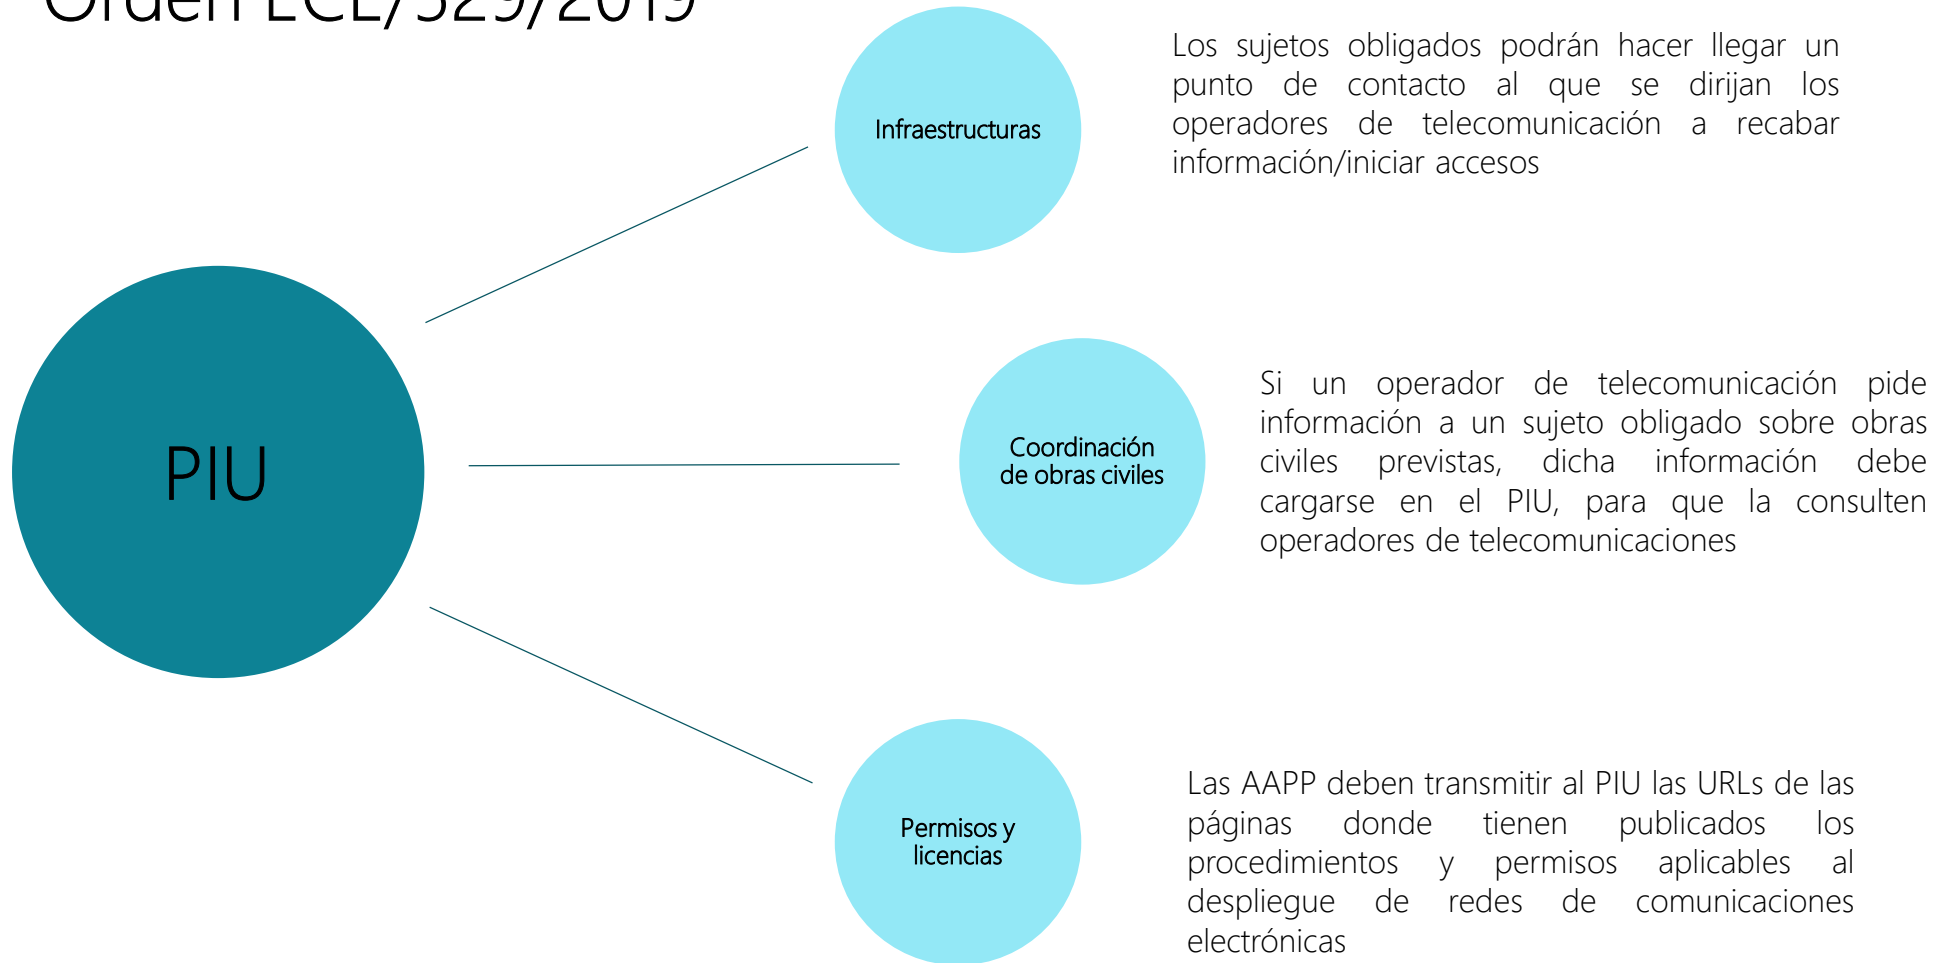 Orden ECE/529/2019
Infraestructuras
Los sujetos obligados podrán hacer llegar un
punto de contacto al que se dirijan los
operadores de telecomunicación a recabar
información/iniciar accesos
PIU
Coordinación
de obras civiles
Si un operador de telecomunicación pide
información a un sujeto obligado sobre obras
civiles previstas, dicha información debe
cargarse en el PIU, para que la consulten
operadores de telecomunicaciones
Permisos y
licencias
Las AAPP deben transmitir al PIU las URLs de las
páginas donde tienen publicados los
procedimientos y permisos aplicables al
despliegue de redes de comunicaciones
electrónicas